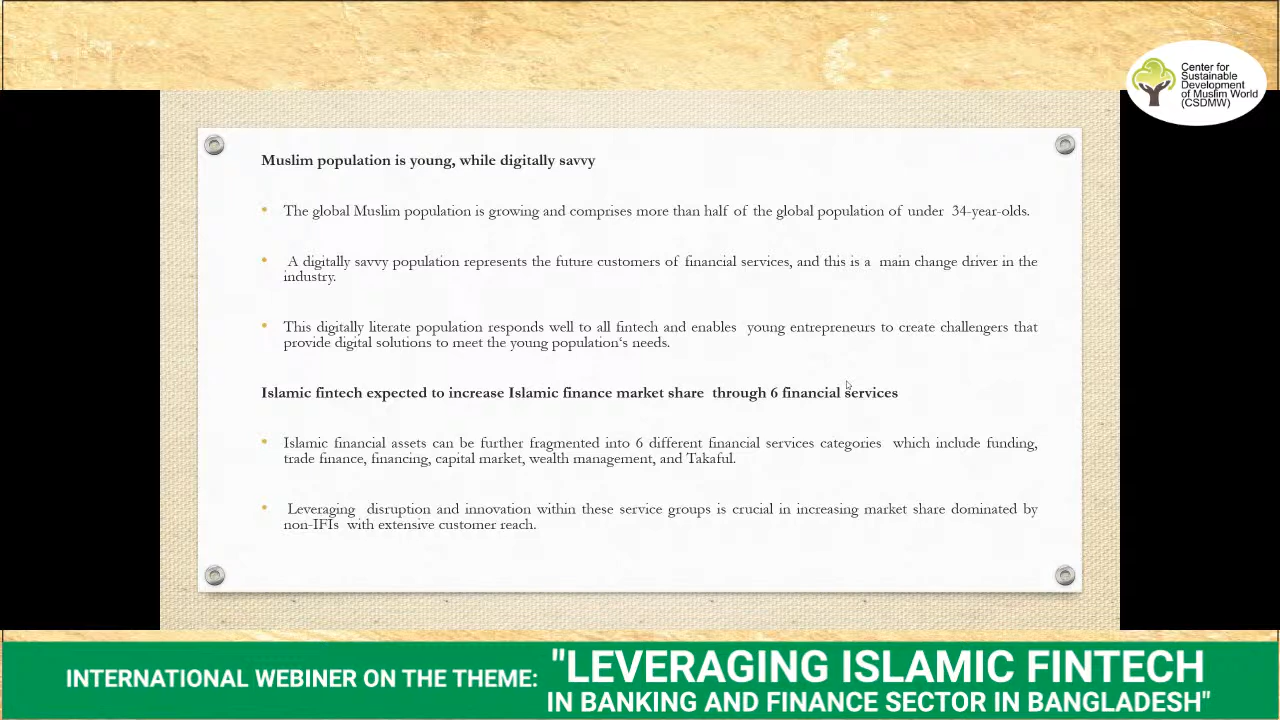 Center for
Sustainable
Development
of Muslim World
(CSDMW)
Muslim population is young, while digitally savvy
• The global Muslim population is growing and comprises more than half of the global population of under 34-year-olds.
• A digitally savvy population represents the future customers of financial services, and this is a main change driver in the
industry.
• This digitally literate population responds well to all fintech and enables young entrepreneurs to create challengers that
provide digital solutions to meet the young population‘s needs.
Islamic fintech expected to increase Islamic finance market share through 6 financial services
• Islamic financial assets can be further fragmented into 6 different financial services categories which include funding,
trade finance, financing, capital market, wealth management, and Takaful.
• Leveraging disruption and innovation within these service groups is crucial in increasing market share dominated by
non-IFIs with extensive customer reach.
INTERNATIONAL WEBINER ON THE THEME: "LEVERAGING ISLAMIC FINTECH
IN BANKING AND FINANCE SECTOR IN BANGLADESH"